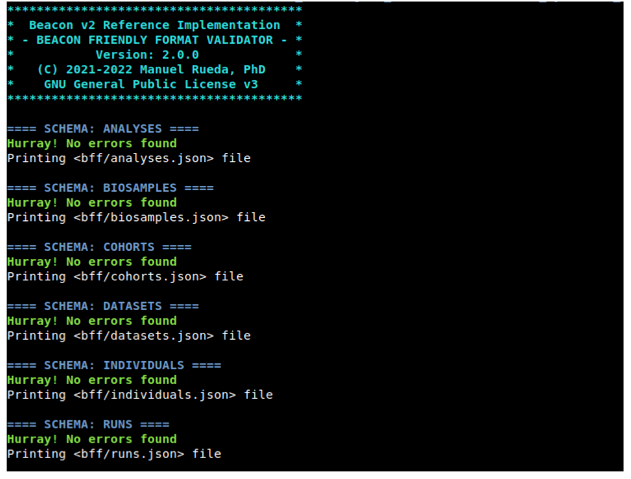 ****************************************
*  Beacon v2 Reference Implementation  *
* - BEACON FRIENDLY FORMAT VALIDATOR - *
*           Version: 2.0.0             *
*   (C) 2021-2022 Manuel Rueda, PhD    *
*    GNU General Public License v3     *
****************************************
==== SCHEMA: ANALYSES ====
Hurray! No errors found
Printing <bff/analyses.json> file
==== SCHEMA: BIOSAMPLES ====
Hurray! No errors found
Printing <bff/biosamples.json> file
==== SCHEMA: COHORTS ====
Hurray! No errors found
Printing <bff/cohorts.json> file
==== SCHEMA: DATASETS ====
Hurray! No errors found
Printing <bff/datasets.json> file
==== SCHEMA: INDIVIDUALS ====
Hurray! No errors found
Printing <bff/individuals.json> file
==== SCHEMA: RUNS ====
Hurray! No errors found
Printing <bff/runs.json> file